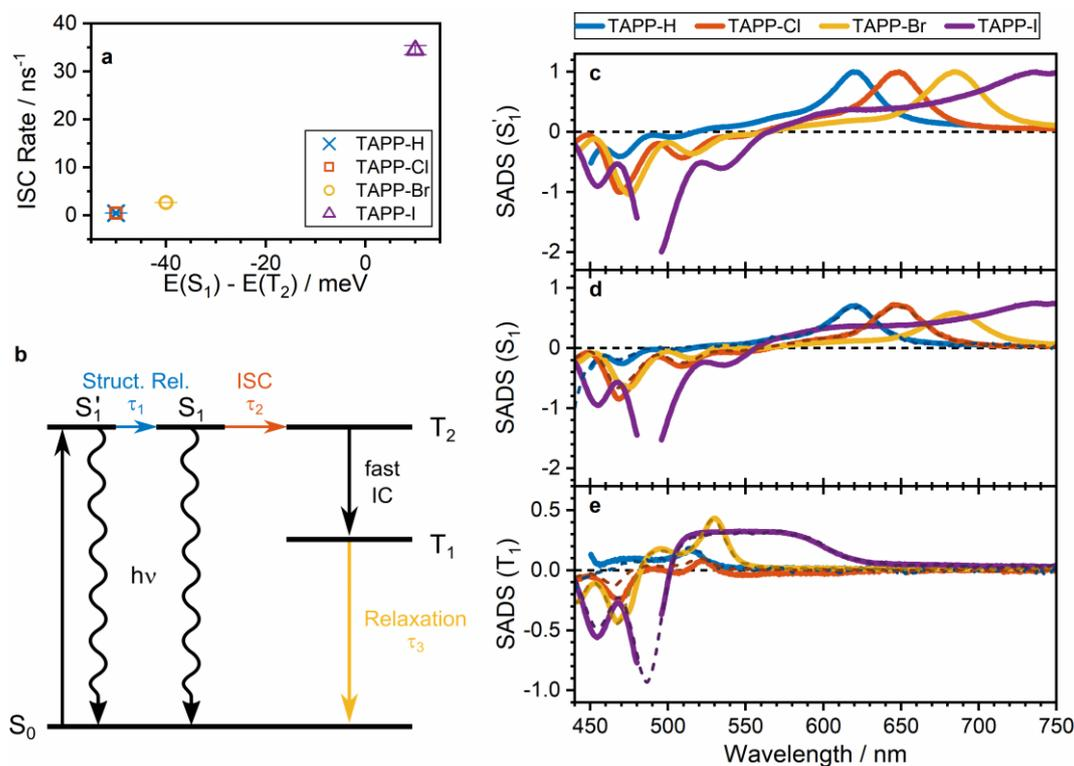 a
ISC Rate / ns⁻¹
40
30
20
10
0
-40
-20
0
E(S₁) - E(T₂) / meV
TAPP-H
TAPP-Cl
TAPP-Br
TAPP-I
b
Struct. Rel.
τ₁
ISC
τ₂
S₁'
S₁
T₂
fast
IC
T₁
hν
Relaxation
τ₃
S₀
TAPP-H TAPP-Cl TAPP-Br TAPP-I
c
SADS (S₁')
1
0
-1
-2
d
SADS (S₁)
1
0
-1
-2
e
SADS (T₁)
0.5
0.0
-0.5
-1.0
450 500 550 600 650 700 750
Wavelength / nm